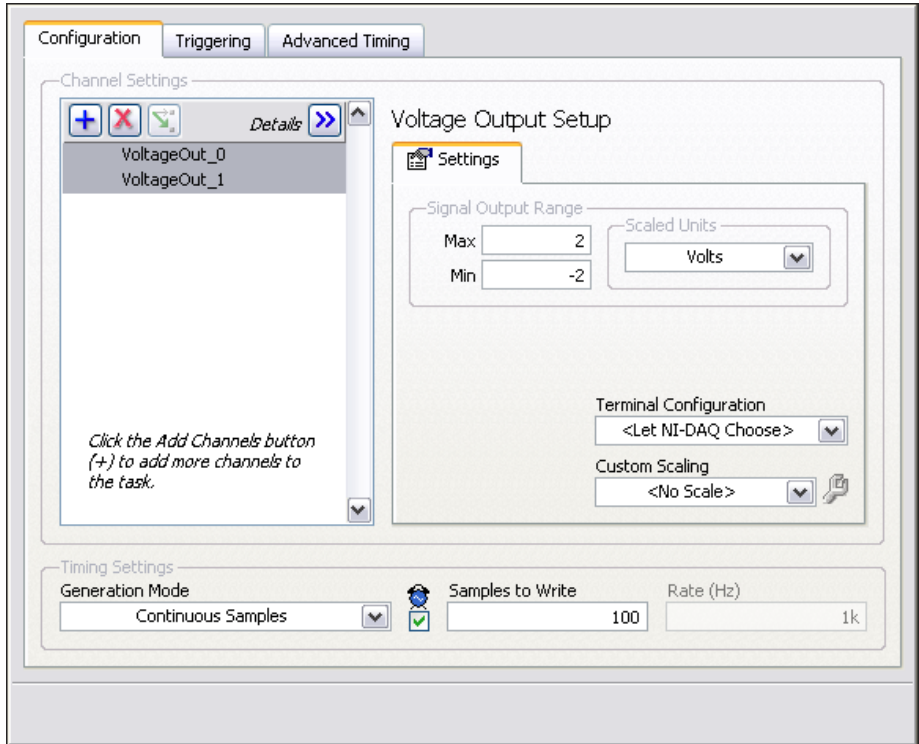 Configuration
Triggering
Advanced Timing
Channel Settings
Details
VoltageOut_0
VoltageOut_1
Click the Add Channels button
(+) to add more channels to
the task.
Voltage Output Setup
Settings
Signal Output Range
Max 2
Min -2
Scaled Units
Volts
Terminal Configuration
<Let NI-DAQ Choose>
Custom Scaling
<No Scale>
Timing Settings
Generation Mode
Continuous Samples
Samples to Write
100
Rate (Hz)
1k